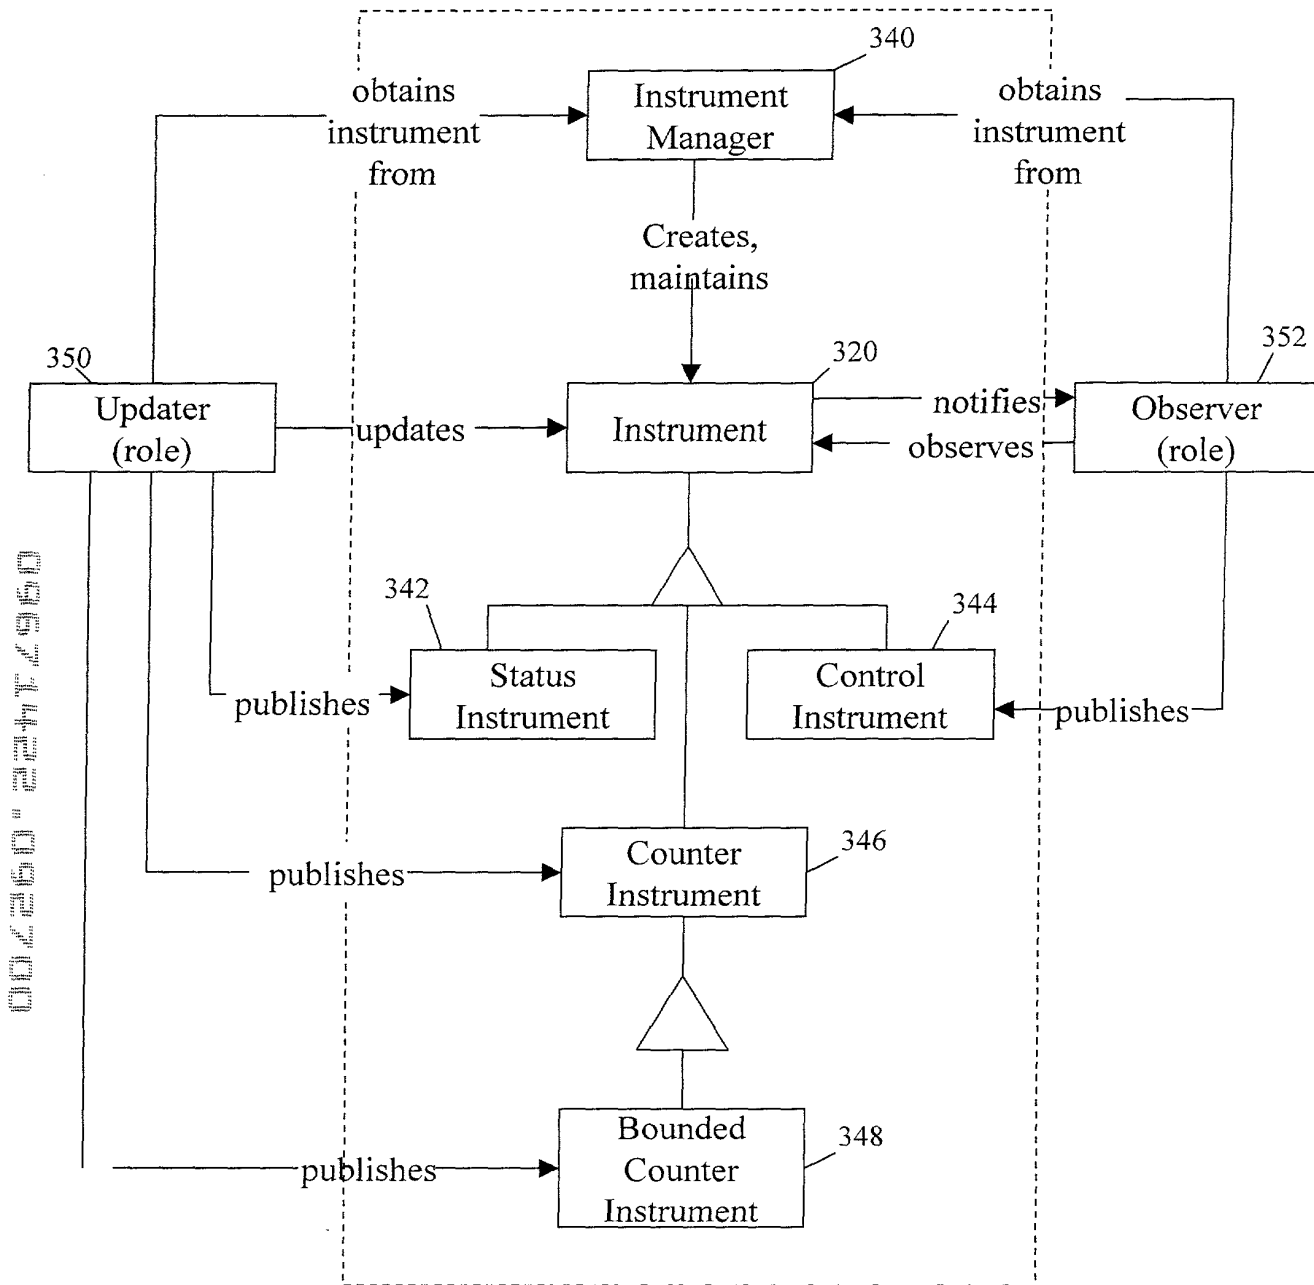 340
obtains
instrument
from
Instrument
Manager
obtains
instrument
from
Creates,
maintains
350
320
352
Updater
(role)
updates
Instrument
notifies
observes
Observer
(role)
342
344
Status
Instrument
Control
Instrument
publishes
publishes
Counter
Instrument
346
publishes
Bounded
Counter
Instrument
348
publishes
09671422.092700